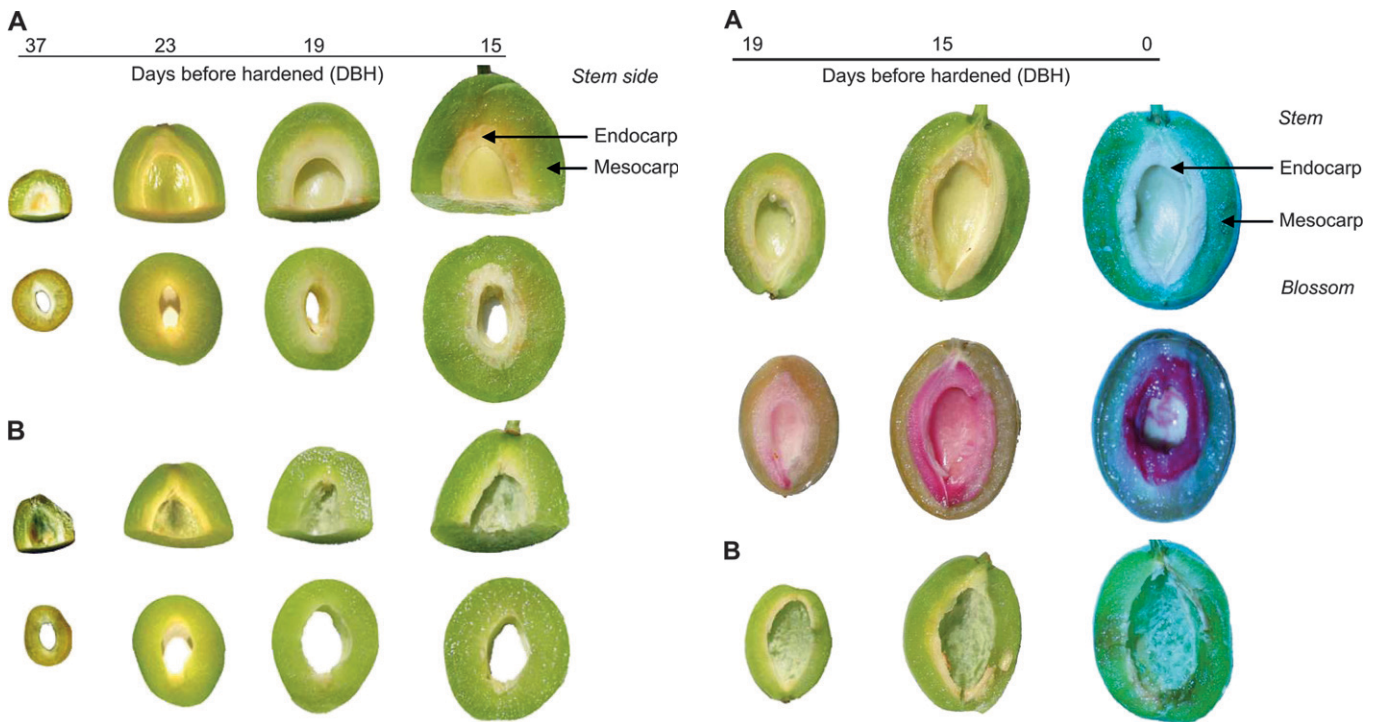 A
37 23 19 15
Days before hardened (DBH)
Stem side
Endocarp
Mesocarp
B
A
19 15 0
Days before hardened (DBH)
Stem
Endocarp
Mesocarp
Blossom
B